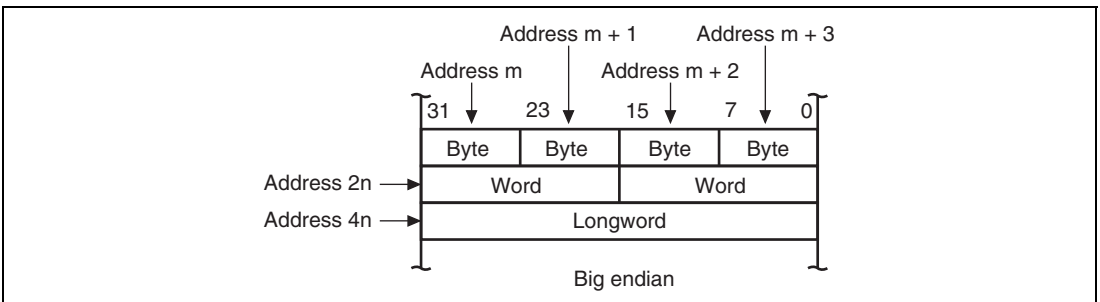 Address m + 1 Address m + 3
Address m Address m + 2
31 23 15 7 0
Byte Byte Byte Byte
Address 2n Word Word
Address 4n Longword
Big endian